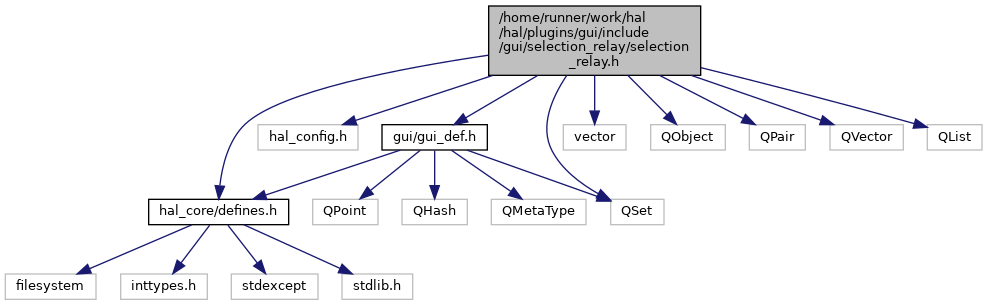 /home/runner/work/hal
/hal/plugins/gui/include
/gui/selection_relay/selection
_relay.h
hal_config.h
gui/gui_def.h
vector
QObject
QPair
QVector
QList
hal_core/defines.h
QPoint
QHash
QMetaType
QSet
filesystem
inttypes.h
stdexcept
stdlib.h